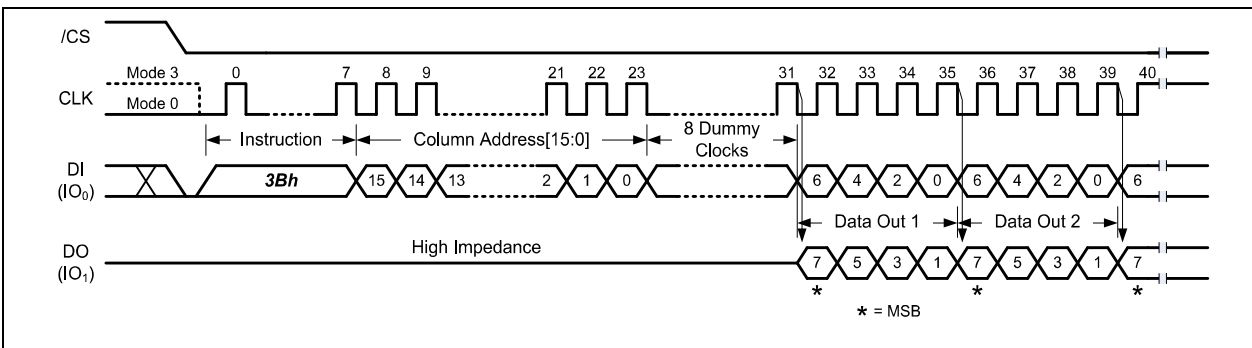 /CS
Mode 3 0 7 8 9 21 22 23 31 32 33 34 35 36 37 38 39 40
CLK Mode 0
Instruction Column Address[15:0] 8 Dummy Clocks
DI (IO0) 3Bh 15 14 13 2 1 0 6 4 2 0 6 4 2 0 6
Data Out 1 Data Out 2
DO (IO1) High Impedance 7 5 3 1 7 5 3 1 7
* * *
* = MSB